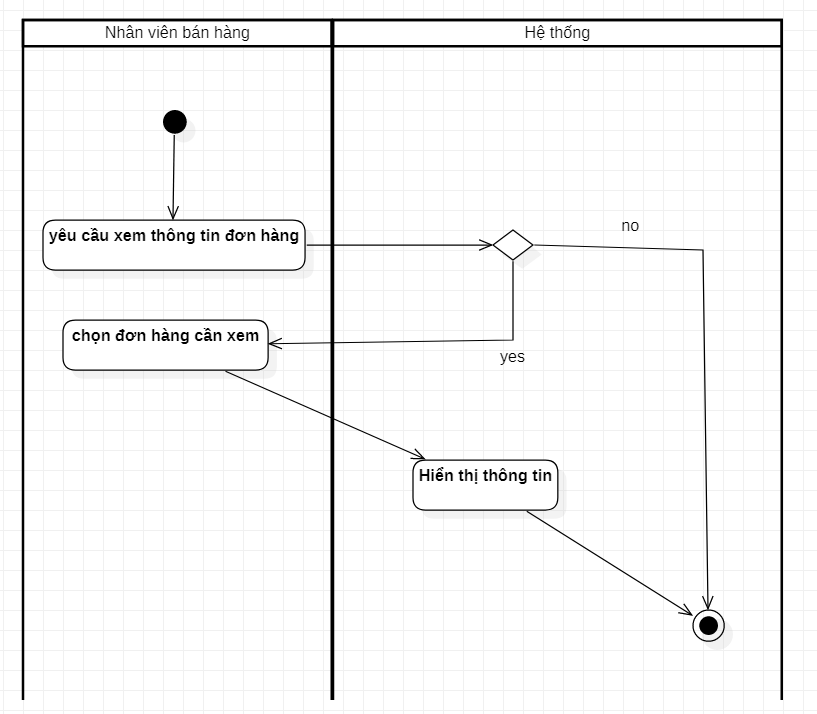 Nhân viên bán hàng
Hệ thống
yêu cầu xem thông tin đơn hàng
no
chọn đơn hàng cần xem
yes
Hiển thị thông tin